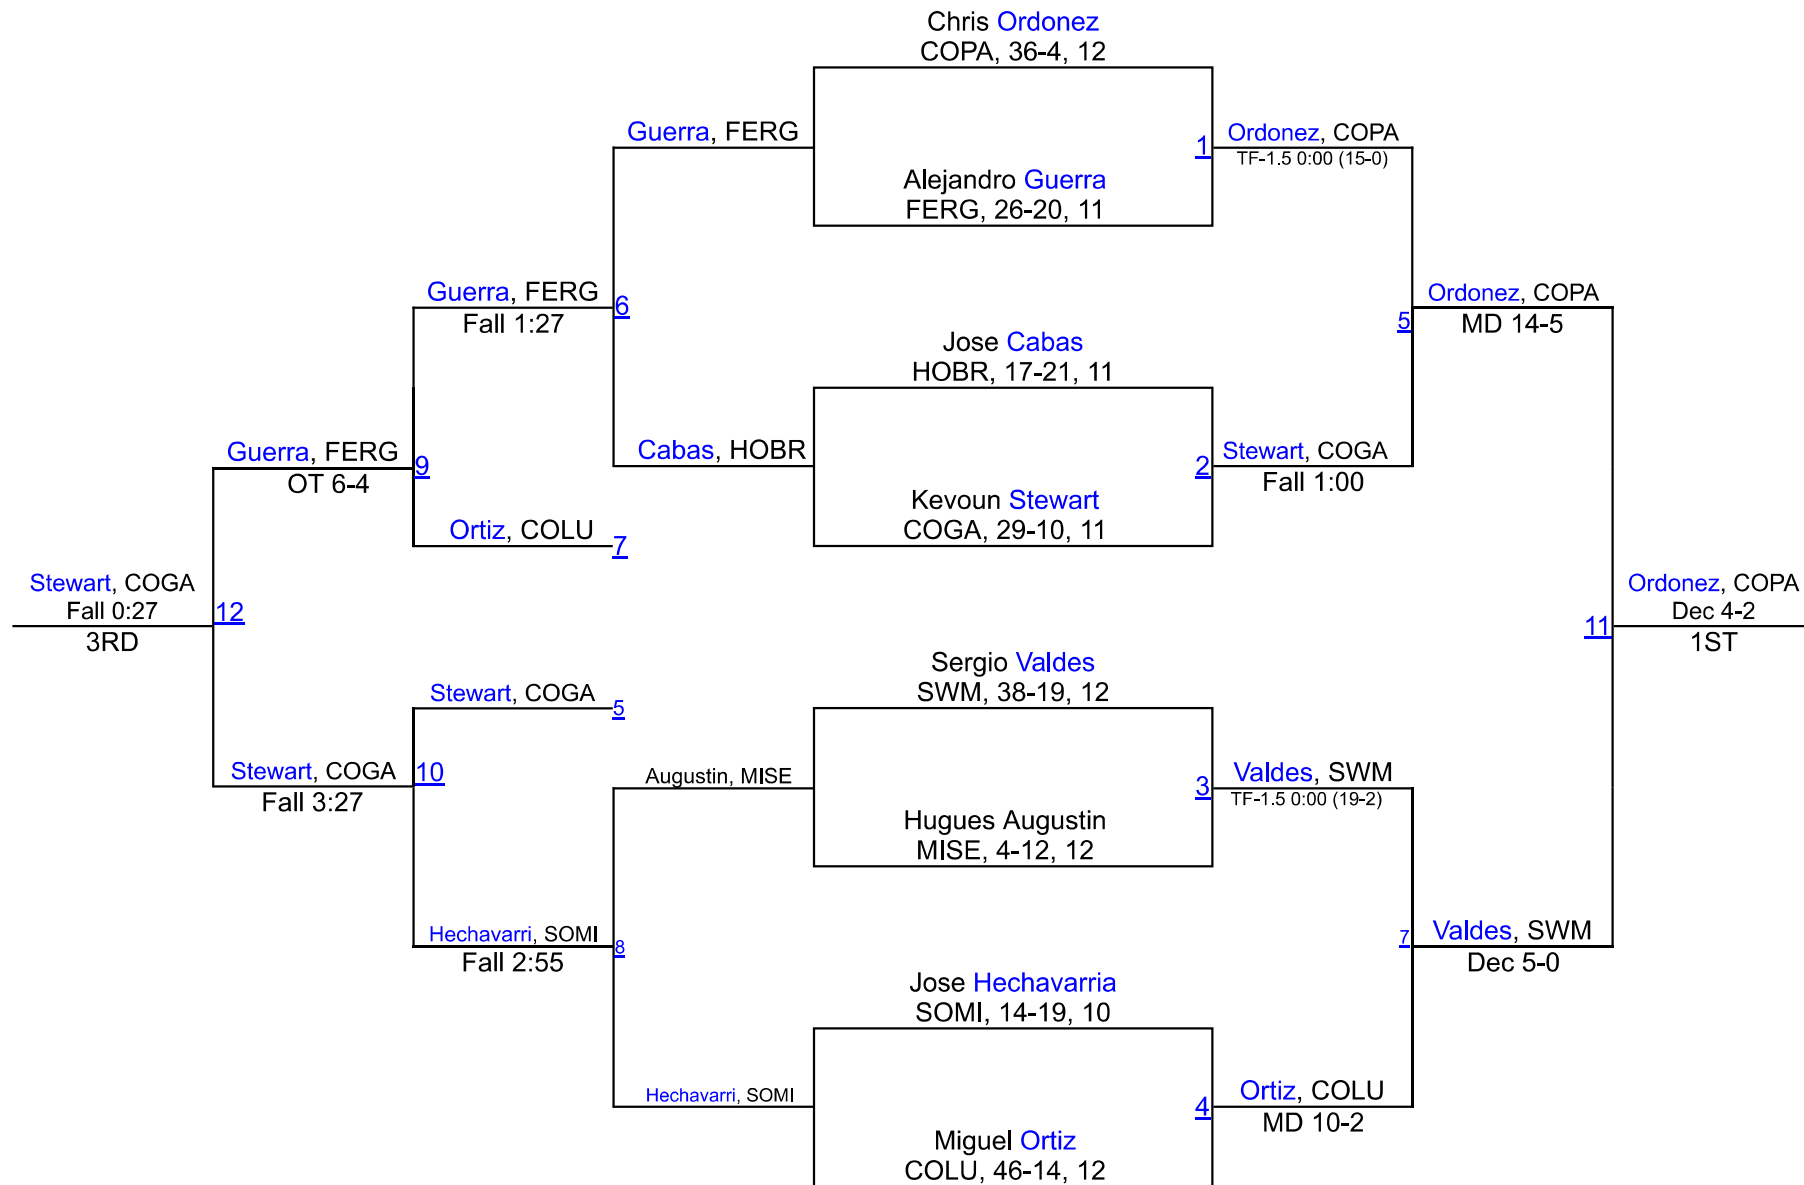 Chris Ordonez
COPA, 36-4, 12
Guerra, FERG
1
Ordonez, COPA
TF-1.5 0:00 (15-0)
Alejandro Guerra
FERG, 26-20, 11
Guerra, FERG
Fall 1:27
6
5
Ordonez, COPA
MD 14-5
Jose Cabas
HOBR, 17-21, 11
Guerra, FERG
OT 6-4
9
Cabas, HOBR
2
Stewart, COGA
Fall 1:00
Kevoun Stewart
COGA, 29-10, 11
Ortiz, COLU
7
Stewart, COGA
Fall 0:27
3RD
12
11
Ordonez, COPA
Dec 4-2
1ST
Sergio Valdes
SWM, 38-19, 12
Stewart, COGA
5
Stewart, COGA
Fall 3:27
10
Augustin, MISE
3
Valdes, SWM
TF-1.5 0:00 (19-2)
Hugues Augustin
MISE, 4-12, 12
Hechavarri, SOMI
Fall 2:55
8
7
Valdes, SWM
Dec 5-0
Jose Hechavarria
SOMI, 14-19, 10
Hechavarri, SOMI
4
Ortiz, COLU
MD 10-2
Miguel Ortiz
COLU, 46-14, 12